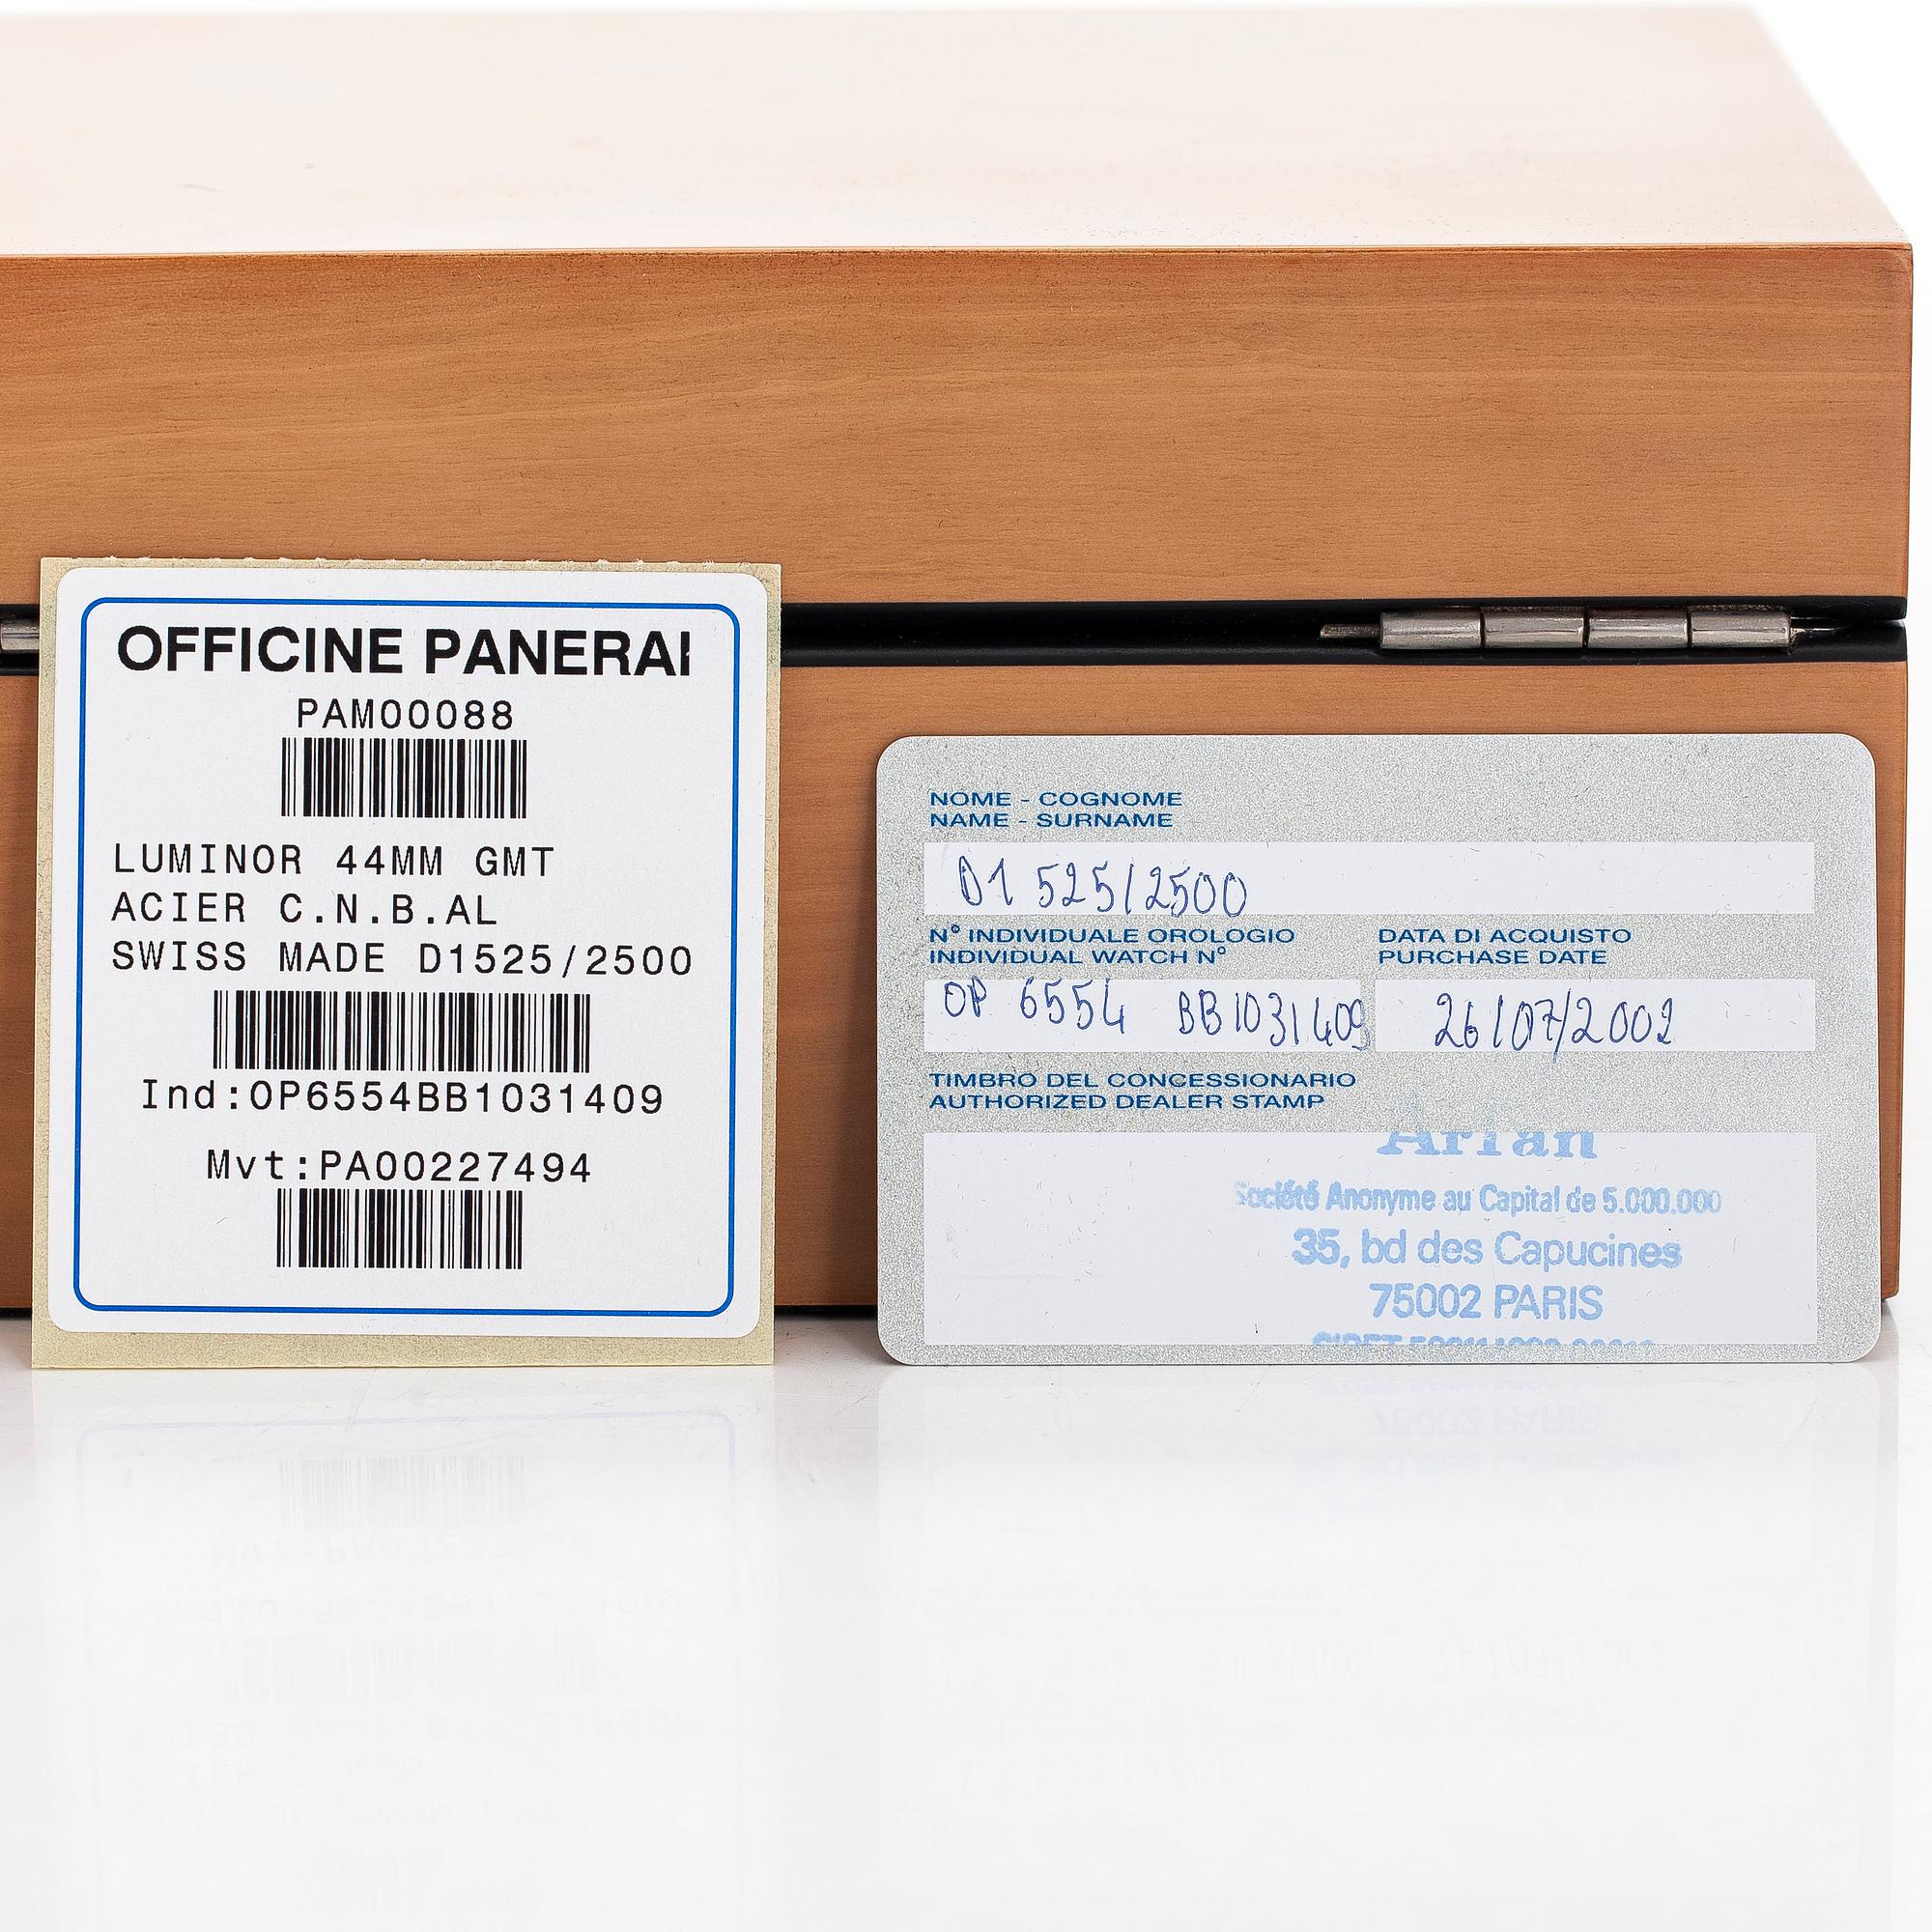 OFFICINE PANERAI
PAM00088
LUMINOR 44MM GMT
ACIER C.N.B.AL
SWISS MADE D1525/2500
Ind:OP6554BB1031409
Mvt:PA00227494
NOME - COGNOME
NAME - SURNAME
D1 525/2500
N° INDIVIDUALE OROLOGIO
INDIVIDUAL WATCH N°
OP 6554 BB1031409
DATA DI ACQUISTO
PURCHASE DATE
26/07/2002
TIMBRO DEL CONCESSIONARIO
AUTHORIZED DEALER STAMP
Société Anonyme au Capital de 5.000.000
35, bd des Capucines
75002 PARIS
SIRET